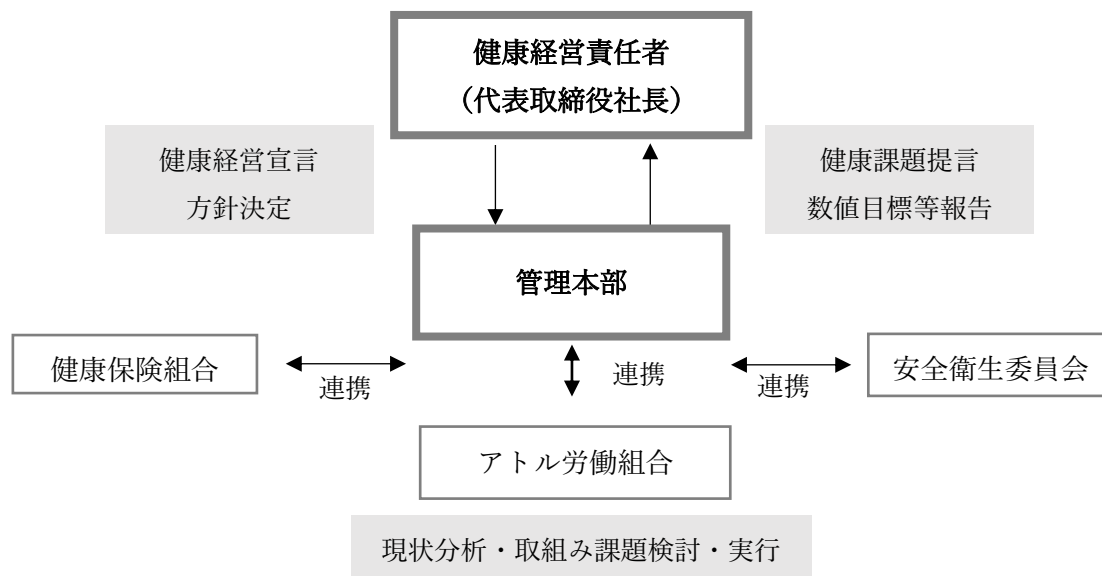 健康経営責任者
（代表取締役社長）
健康経営宣言
方針決定
健康課題提言
数値目標等報告
管理本部
健康保険組合
連携
連携
連携
安全衛生委員会
アトル労働組合
現状分析・取組み課題検討・実行